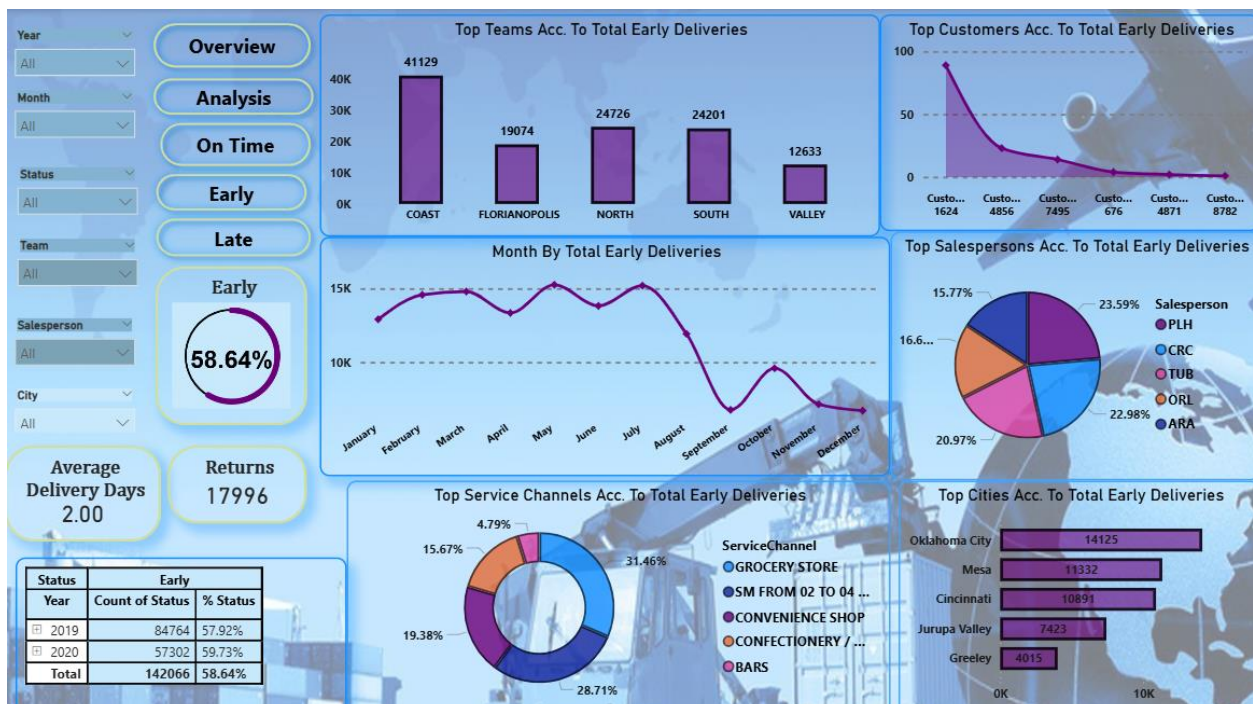 Year
All
Month
All
Status
All
Team
All
Salesperson
All
City
All
Overview
Analysis
On Time
Early
Late
Early
58.64%
Average
Delivery Days
2.00
Returns
17996
Status Early
Year Count of Status % Status
2019 84764 57.92%
2020 57302 59.73%
Total 142066 58.64%
Top Teams Acc. To Total Early Deliveries
40K
30K
20K
10K
0K
41129
19074
24726
24201
12633
COAST FLORIANOPOLIS NORTH SOUTH VALLEY
Top Customers Acc. To Total Early Deliveries
100
50
0
Custo... Custo... Custo... Custo... Custo... Custo...
1624 4856 7495 676 4871 8782
Month By Total Early Deliveries
15K
10K
January February March April May June July August September October November December
Top Salespersons Acc. To Total Early Deliveries
15.77%
23.59%
16.6...
22.98%
20.97%
Salesperson
PLH
CRC
TUB
ORL
ARA
Top Service Channels Acc. To Total Early Deliveries
4.79%
15.67%
31.46%
19.38%
28.71%
ServiceChannel
GROCERY STORE
SM FROM 02 TO 04 ...
CONVENIENCE SHOP
CONFECTIONERY / ...
BARS
Top Cities Acc. To Total Early Deliveries
Oklahoma City 14125
Mesa 11332
Cincinnati 10891
Jurupa Valley 7423
Greeley 4015
0K 10K